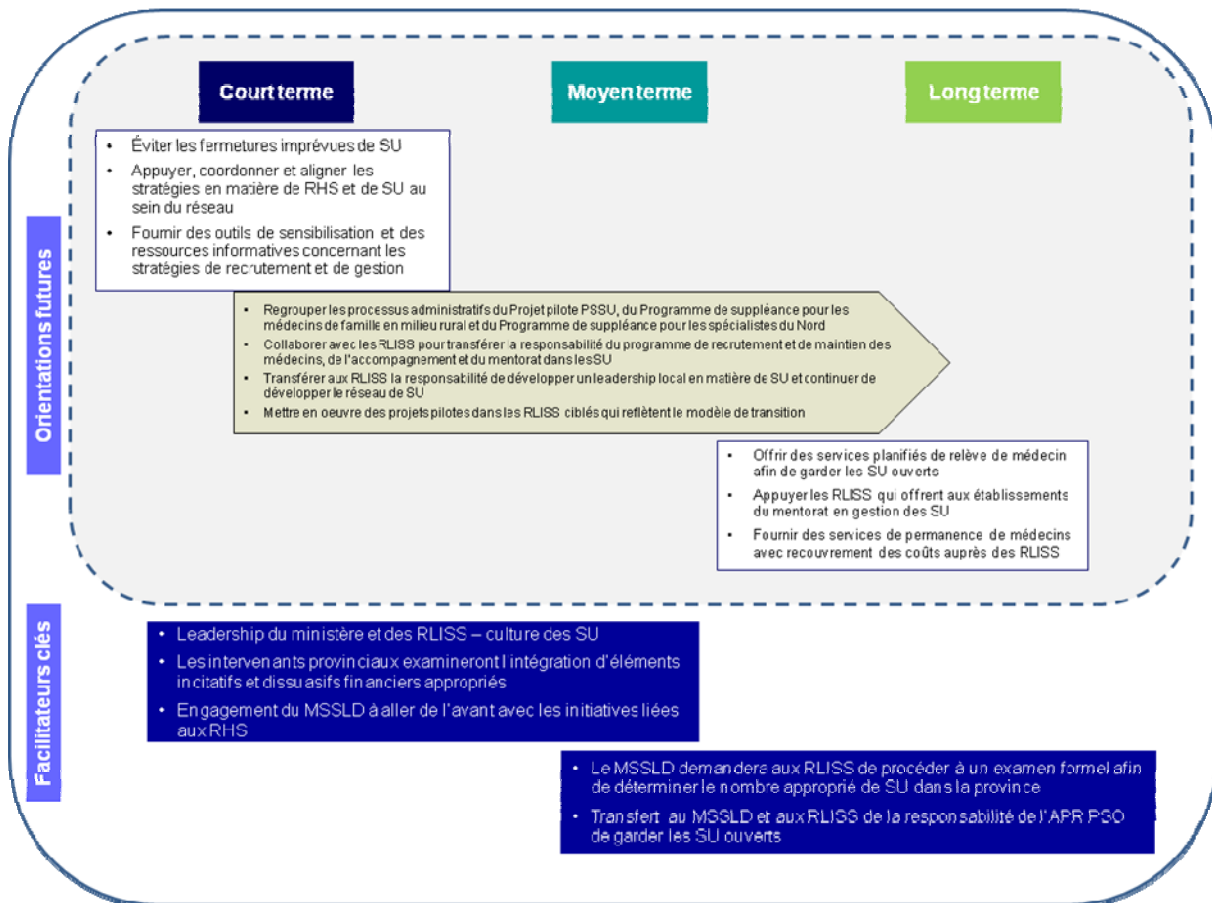 Court terme
Moyen terme
Long terme
Orientations futures
• Éviter les fermetures imprévues de SU
• Appuyer, coordonner et aligner les
stratégies en matière de RHS et de SU au
sein du réseau
• Fournir des outils de sensibilisation et des
ressources informatives concernant les
stratégies de recrutement et de gestion
• Regrouper les processus administratifs du Projet pilote PSSU, du Programme de suppléance pour les
médecins de famille en milieu rural et du Programme de suppléance pour les spécialistes du Nord
• Collaborer avec les RLISS pour transférer la responsabilité du programme de recrutement et de maintien des
médecins, de l'accompagnement et du mentorat dans les SU
• Transférer aux RLISS la responsabilité de développer un leadership local en matière de SU et continuer de
développer le réseau de SU
• Mettre en oeuvre des projets pilotes dans les RLISS ciblés qui reflètent le modèle de transition
• Offrir des services planifiés de relève de médecin
afin de garder les SU ouverts
• Appuyer les RLISS qui offrert aux établissements
du mentorat en gestion des SU
• Fournir des services de permanence de médecins
avec recouvrement des coûts auprès des RLISS
Facilitateurs clés
• Leadership du ministère et des RLISS – culture des SU
• Les intervenants provinciaux examineront l'intégration d'éléments
incitatifs et dissuasifs financiers appropriés
• Engagement du MSSLD à aller de l'avant avec les initiatives liées
aux RHS
• Le MSSLD demandera aux RLISS de procéder à un examen formel afin
de déterminer le nombre approprié de SU dans la province
• Transfert au MSSLD et aux RLISS de la responsabilité de l'APR PSO
de garder les SU ouverts